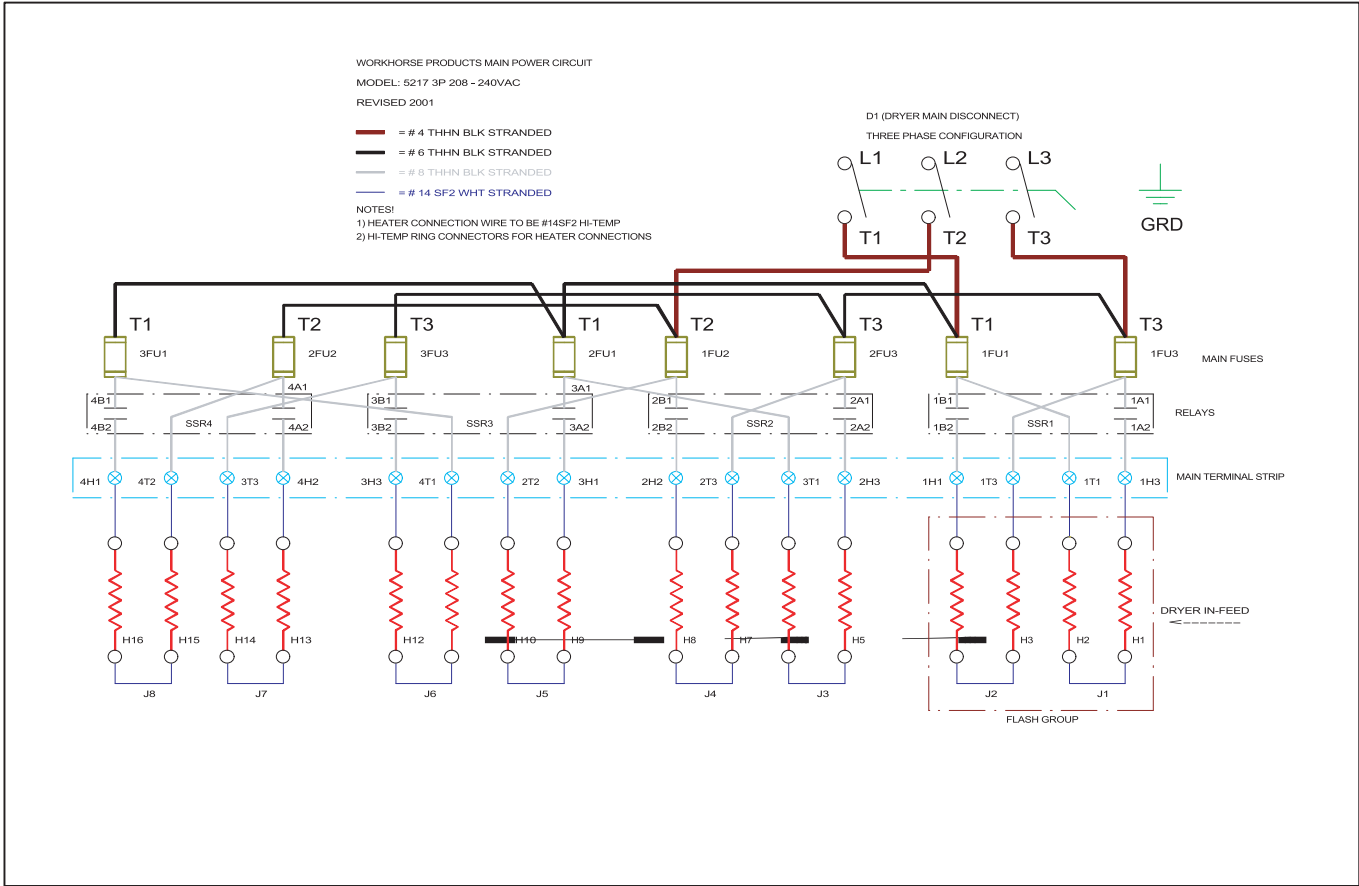 WORKHORSE PRODUCTS MAIN POWER CIRCUIT
MODEL: 5217 3P 208 - 240VAC
REVISED 2001
= # 4 THHN BLK STRANDED
= # 6 THHN BLK STRANDED
= # 8 THHN BLK STRANDED
= # 14 SF2 WHT STRANDED
NOTES!
1) HEATER CONNECTION WIRE TO BE #14SF2 HI-TEMP
2) HI-TEMP RING CONNECTORS FOR HEATER CONNECTIONS
D1 (DRYER MAIN DISCONNECT)
THREE PHASE CONFIGURATION
L1 L2 L3
T1 T2 T3
GRD
T1 T2 T3 T1 T2 T3 T1 T3
3FU1 2FU2 3FU3 2FU1 1FU2 2FU3 1FU1 1FU3 MAIN FUSES
4A1 3A1
4B1 3B1 2B1 2A1 1B1 1A1
SSR4 SSR3 SSR2 SSR1 RELAYS
4B2 4A2 3B2 3A2 2B2 2A2 1B2 1A2
4H1 4T2 3T3 4H2 3H3 4T1 2T2 3H1 2H2 2T3 3T1 2H3 1H1 1T3 1T1 1H3 MAIN TERMINAL STRIP
DRYER IN-FEED
H16 H15 H14 H13 H12 H10 H9 H8 H7 H5 H3 H2 H1
J8 J7 J6 J5 J4 J3 J2 J1
FLASH GROUP